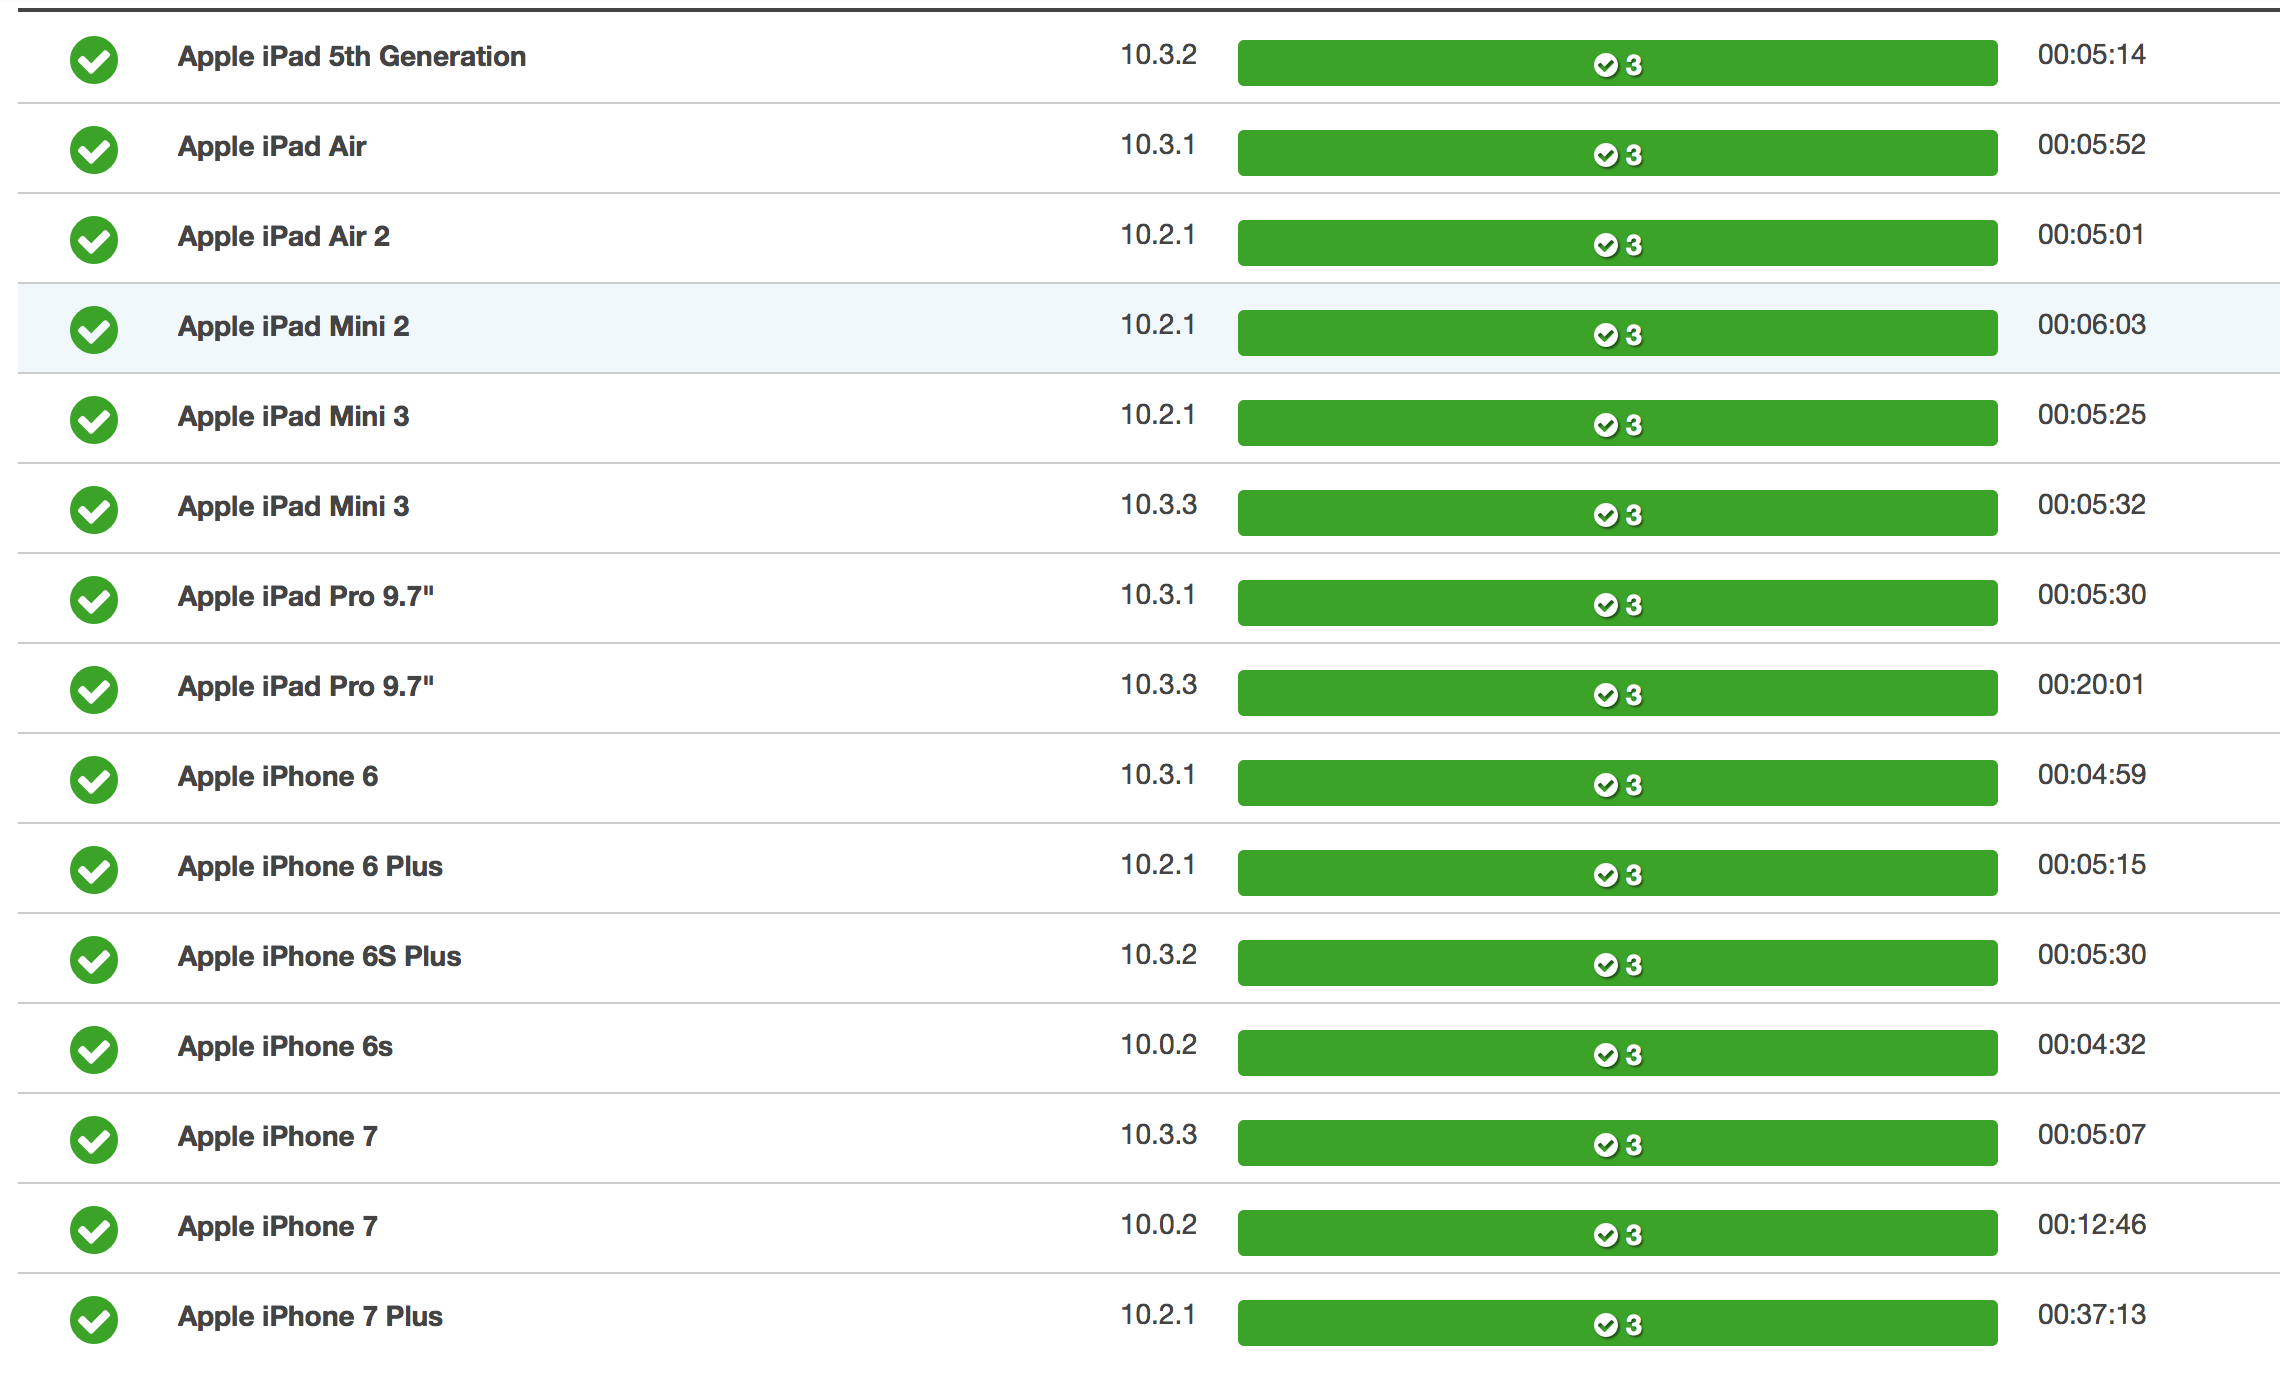 Apple iPad 5th Generation 10.3.2 3 00:05:14
Apple iPad Air 10.3.1 3 00:05:52
Apple iPad Air 2 10.2.1 3 00:05:01
Apple iPad Mini 2 10.2.1 3 00:06:03
Apple iPad Mini 3 10.2.1 3 00:05:25
Apple iPad Mini 3 10.3.3 3 00:05:32
Apple iPad Pro 9.7" 10.3.1 3 00:05:30
Apple iPad Pro 9.7" 10.3.3 3 00:20:01
Apple iPhone 6 10.3.1 3 00:04:59
Apple iPhone 6 Plus 10.2.1 3 00:05:15
Apple iPhone 6S Plus 10.3.2 3 00:05:30
Apple iPhone 6s 10.0.2 3 00:04:32
Apple iPhone 7 10.3.3 3 00:05:07
Apple iPhone 7 10.0.2 3 00:12:46
Apple iPhone 7 Plus 10.2.1 3 00:37:13